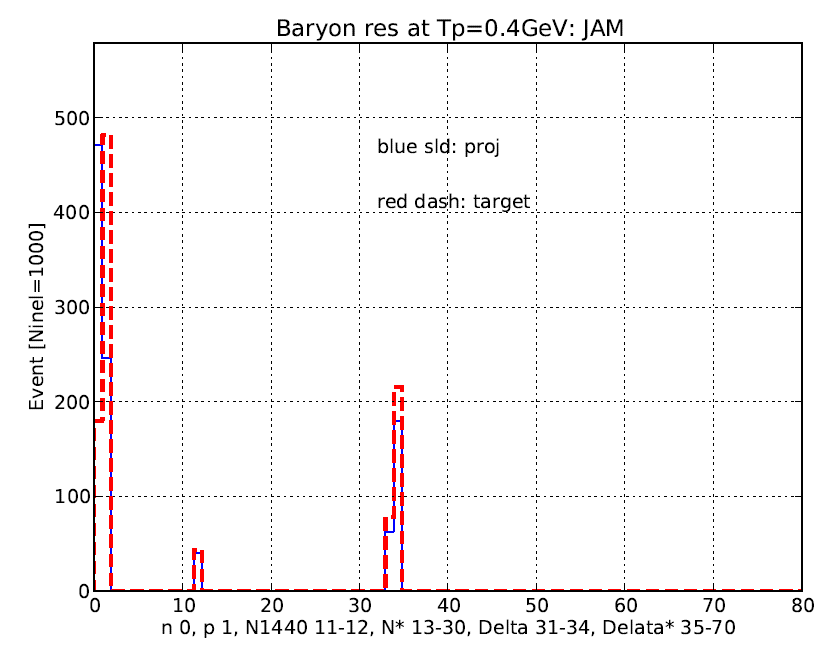 Baryon res at Tp=0.4GeV: JAM
500
400
300
200
100
0
Event [Ninel=1000]
blue sld: proj
red dash: target
0 10 20 30 40 50 60 70 80
n 0, p 1, N1440 11-12, N* 13-30, Delta 31-34, Delata* 35-70